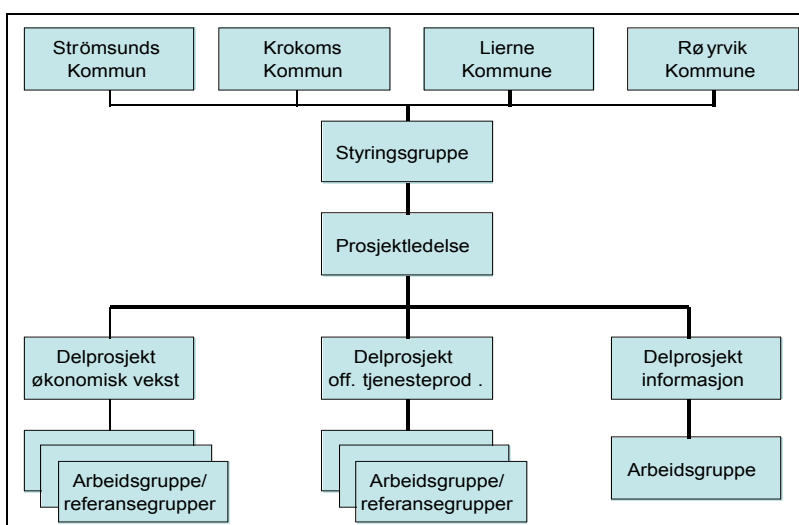 Strömsunds
Kommun
Krokoms
Kommun
Lierne
Kommune
Røyrvik
Kommune
Styringsgruppe
Prosjektledelse
Delprosjekt
økonomisk vekst
Delprosjekt
off. tjenesteprod .
Delprosjekt
informasjon
Arbeidsgruppe/
referansegrupper
Arbeidsgruppe/
referansegrupper
Arbeidsgruppe